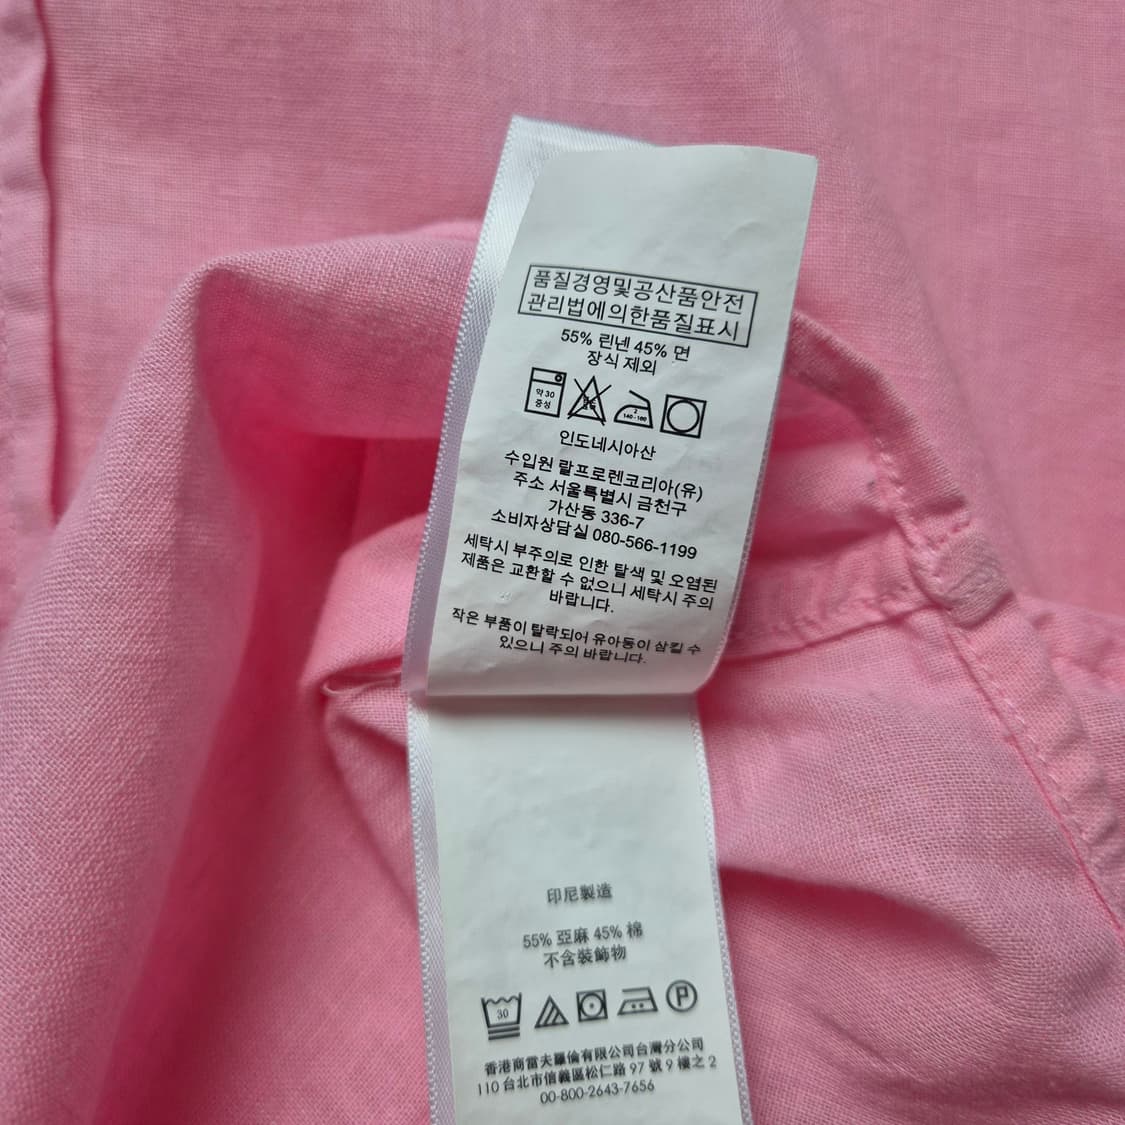 품질경영및공산품안전
관리법에의한품질표시
55% 린넨 45% 면
장식 제외
약 30
중성
2
140-160
인도네시아산
수입원 랄프로렌코리아(유)
주소 서울특별시 금천구
가산동 336-7
소비자상담실 080-566-1199
세탁시 부주의로 인한 탈색 및 오염된
제품은 교환할 수 없으니 세탁시 주의
바랍니다.
작은 부품이 탈락되어 유아등이 삼킬 수
있으니 주의 바랍니다.
印尼製造
55% 亞麻 45% 棉
不含裝飾物
30
P
香港商雷夫羅倫有限公司台灣分公司
110 台北市信義區松仁路 97 號 9 樓之 2
00-800-2643-7656